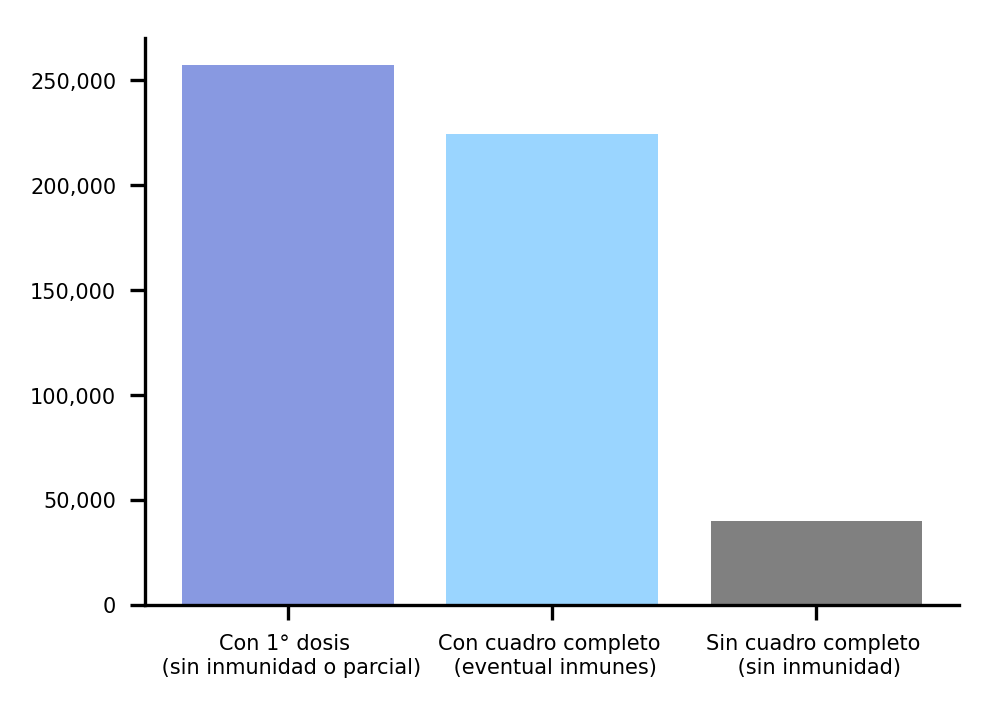 250,000
200,000
150,000
100,000
50,000
0
Con 1° dosis
(sin inmunidad o parcial)
Con cuadro completo
(eventual inmunes)
Sin cuadro completo
(sin inmunidad)